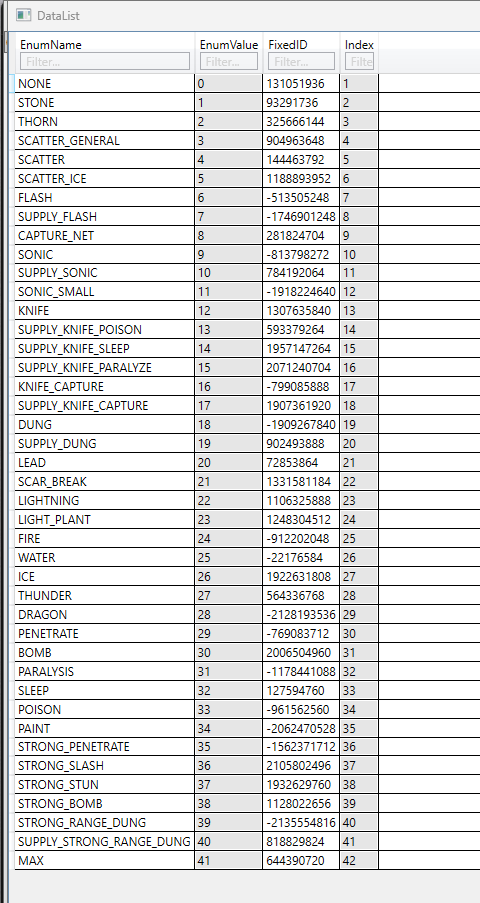 DataList
EnumName EnumValue FixedID Index
Filter... Filter... Filter... Filte
NONE 0 131051936 1
STONE 1 93291736 2
THORN 2 325666144 3
SCATTER_GENERAL 3 904963648 4
SCATTER 4 144463792 5
SCATTER_ICE 5 1188893952 6
FLASH 6 -513505248 7
SUPPLY_FLASH 7 -1746901248 8
CAPTURE_NET 8 281824704 9
SONIC 9 -813798272 10
SUPPLY_SONIC 10 784192064 11
SONIC_SMALL 11 -1918224640 12
KNIFE 12 1307635840 13
SUPPLY_KNIFE_POISON 13 593379264 14
SUPPLY_KNIFE_SLEEP 14 1957147264 15
SUPPLY_KNIFE_PARALYZE 15 2071240704 16
KNIFE_CAPTURE 16 -799085888 17
SUPPLY_KNIFE_CAPTURE 17 1907361920 18
DUNG 18 -1909267840 19
SUPPLY_DUNG 19 902493888 20
LEAD 20 72853864 21
SCAR_BREAK 21 1331581184 22
LIGHTNING 22 1106325888 23
LIGHT_PLANT 23 1248304512 24
FIRE 24 -912202048 25
WATER 25 -22176584 26
ICE 26 1922631808 27
THUNDER 27 564336768 28
DRAGON 28 -2128193536 29
PENETRATE 29 -769083712 30
BOMB 30 2006504960 31
PARALYSIS 31 -1178441088 32
SLEEP 32 127594760 33
POISON 33 -961562560 34
PAINT 34 -2062470528 35
STRONG_PENETRATE 35 -1562371712 36
STRONG_SLASH 36 2105802496 37
STRONG_STUN 37 1932629760 38
STRONG_BOMB 38 1128022656 39
STRONG_RANGE_DUNG 39 -2135554816 40
SUPPLY_STRONG_RANGE_DUNG 40 818829824 41
MAX 41 644390720 42